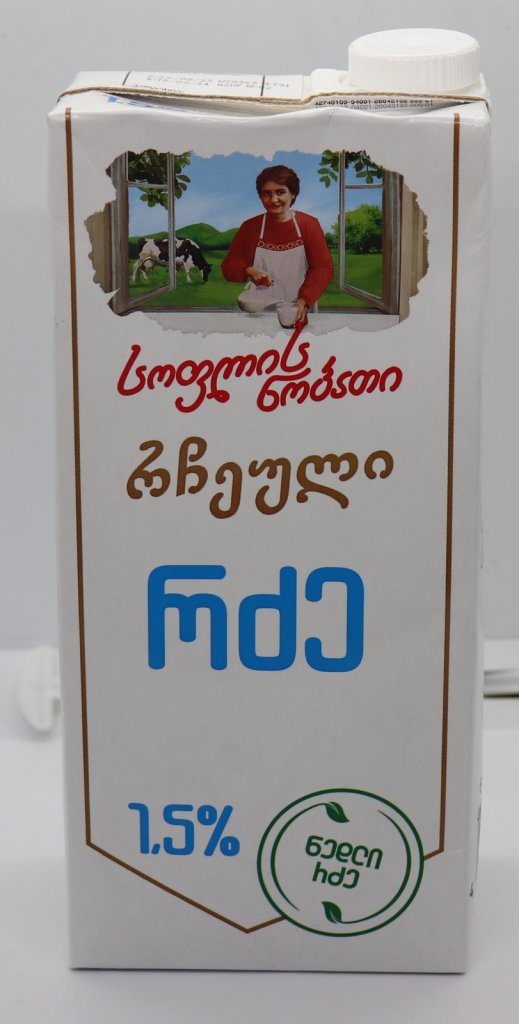 სოფლის
ნობათი
რჩეული
რძე
1,5%
ნედლი
რძე